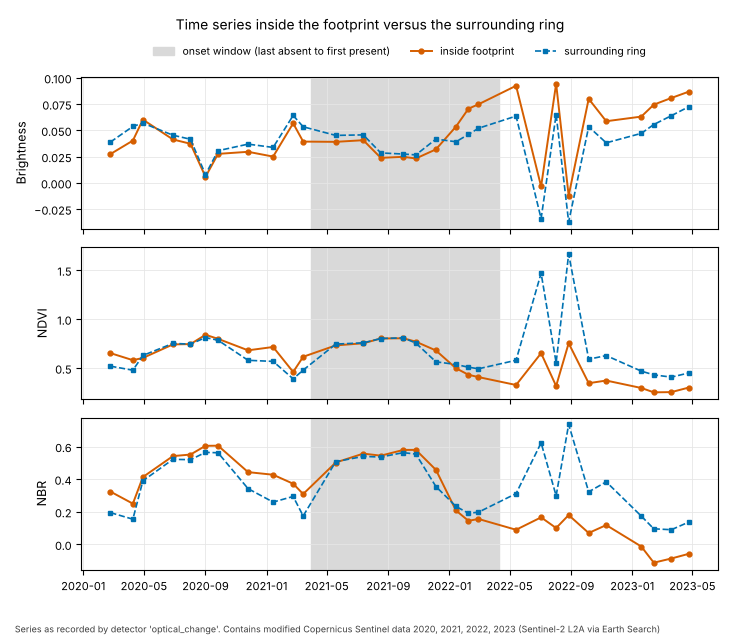 Time series inside the footprint versus the surrounding ring
onset window (last absent to first present) inside footprint surrounding ring
0.100
0.075
0.050
0.025
0.000
−0.025
Brightness
1.5
1.0
0.5
NDVI
0.6
0.4
0.2
0.0
NBR
2020-01 2020-05 2020-09 2021-01 2021-05 2021-09 2022-01 2022-05 2022-09 2023-01 2023-05
Series as recorded by detector 'optical_change'. Contains modified Copernicus Sentinel data 2020, 2021, 2022, 2023 (Sentinel-2 L2A via Earth Search)